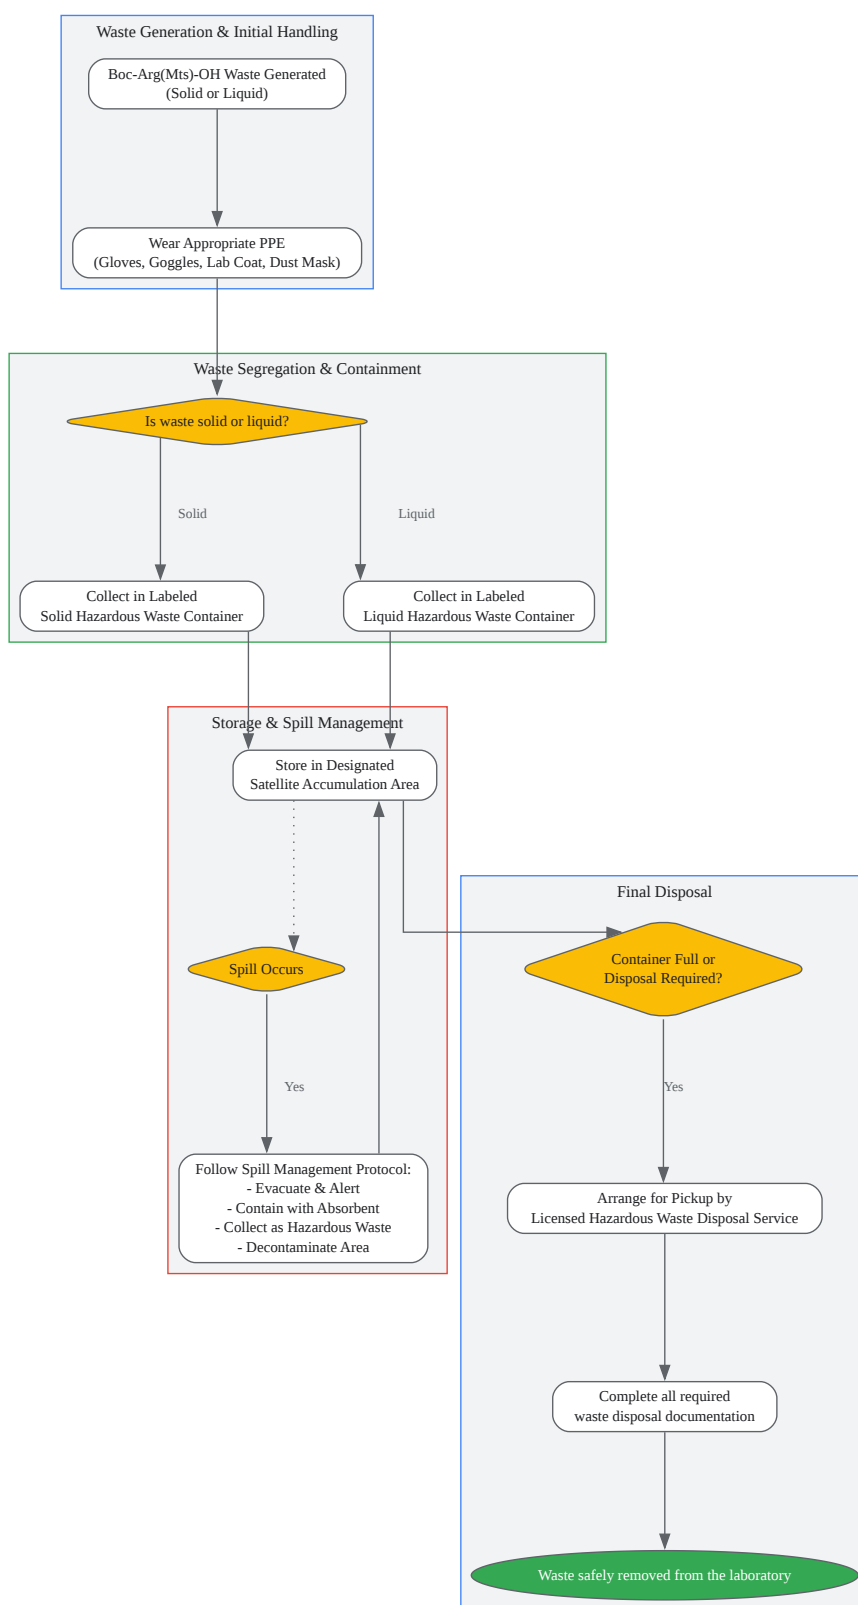 Waste Generation & Initial Handling
Boc-Arg(Mts)-OH Waste Generated
(Solid or Liquid)
Wear Appropriate PPE
(Gloves, Goggles, Lab Coat, Dust Mask)
Waste Segregation & Containment
Is waste solid or liquid?
Solid
Liquid
Collect in Labeled
Solid Hazardous Waste Container
Collect in Labeled
Liquid Hazardous Waste Container
Storage & Spill Management
Store in Designated
Satellite Accumulation Area
Spill Occurs
Yes
Follow Spill Management Protocol:
- Evacuate & Alert
- Contain with Absorbent
- Collect as Hazardous Waste
- Decontaminate Area
Final Disposal
Container Full or
Disposal Required?
Yes
Arrange for Pickup by
Licensed Hazardous Waste Disposal Service
Complete all required
waste disposal documentation
Waste safely removed from the laboratory